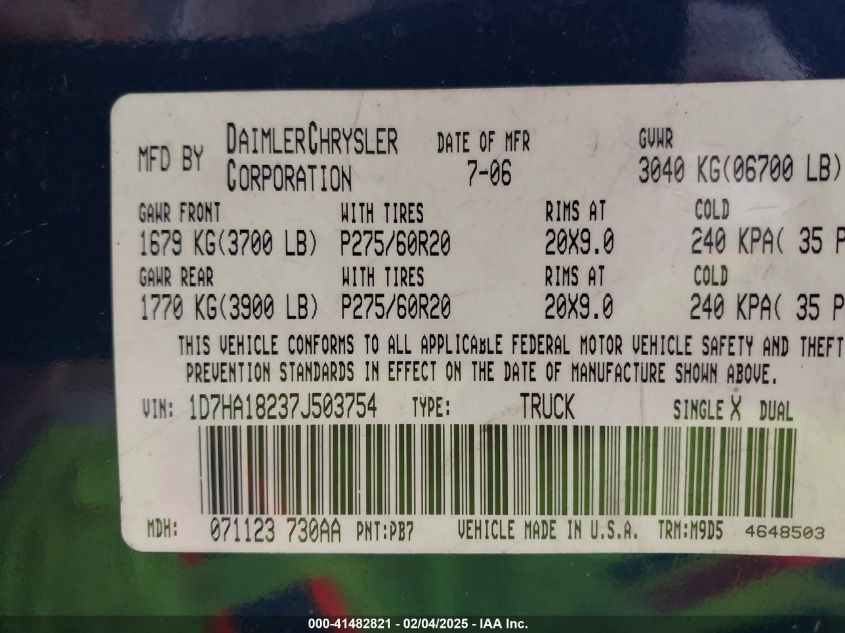 MFD BY DAIMLERCHRYSLER CORPORATION
DATE OF MFR
7-06
GVWR
3040 KG(06700 LB)
GAWR FRONT WITH TIRES RIMS AT COLD
1679 KG(3700 LB) P275/60R20 20X9.0 240 KPA( 35 P
GAWR REAR WITH TIRES RIMS AT COLD
1770 KG(3900 LB) P275/60R20 20X9.0 240 KPA( 35 P
THIS VEHICLE CONFORMS TO ALL APPLICABLE FEDERAL MOTOR VEHICLE SAFETY AND THEFT
PREVENTION STANDARDS IN EFFECT ON THE DATE OF MANUFACTURE SHOWN ABOVE.
VIN: 1D7HA18237J503754 TYPE: TRUCK SINGLE X DUAL
MDH: 071123 730AA PNT:PB7 VEHICLE MADE IN U.S.A. TRM:M9D5 4648503
000-41482821 - 02/04/2025 - IAA Inc.